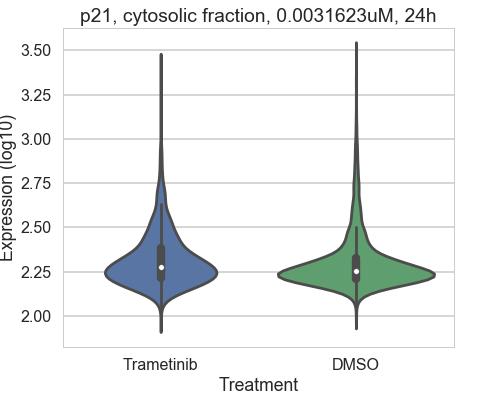 p21, cytosolic fraction, 0.0031623uM, 24h
Expression (log10)
3.50
3.25
3.00
2.75
2.50
2.25
2.00
Trametinib DMSO
Treatment